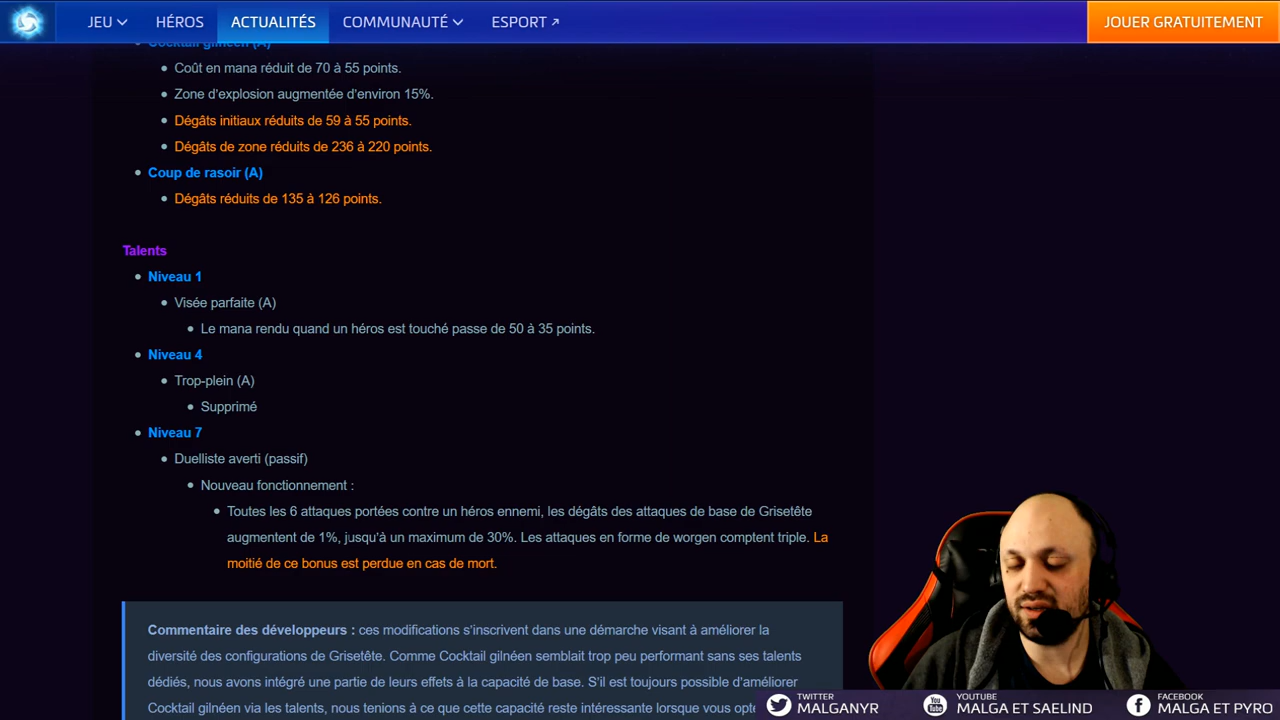 JEU HÉROS ACTUALITÉS COMMUNAUTÉ ESPORT JOUER GRATUITEMENT
Cocktail gilnéen (A)
Coût en mana réduit de 70 à 55 points.
Zone d'explosion augmentée d'environ 15%.
Dégâts initiaux réduits de 59 à 55 points.
Dégâts de zone réduits de 236 à 220 points.
Coup de rasoir (A)
Dégâts réduits de 135 à 126 points.
Talents
Niveau 1
Visée parfaite (A)
Le mana rendu quand un héros est touché passe de 50 à 35 points.
Niveau 4
Trop-plein (A)
Supprimé
Niveau 7
Duelliste averti (passif)
Nouveau fonctionnement :
Toutes les 6 attaques portées contre un héros ennemi, les dégâts des attaques de base de Grisetête
augmentent de 1%, jusqu'à un maximum de 30%. Les attaques en forme de worgen comptent triple. La
moitié de ce bonus est perdue en cas de mort.
Commentaire des développeurs : ces modifications s'inscrivent dans une démarche visant à améliorer la
diversité des configurations de Grisetête. Comme Cocktail gilnéen semblait trop peu performant sans ses talents
dédiés, nous avons intégré une partie de leurs effets à la capacité de base. S'il est toujours possible d'améliorer
Cocktail gilnéen via les talents, nous tenions à ce que cette capacité reste intéressante lorsque vous
TWITTER
MALGANYR
YOUTUBE
MALGA ET SAELIND
FACEBOOK
MALGA ET PYRO